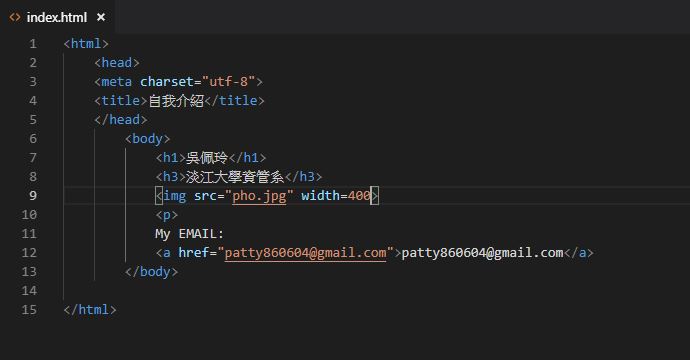 index.html
1 <html>
2 <head>
3 <meta charset="utf-8">
4 <title>自我介紹</title>
5 </head>
6 <body>
7 <h1>吳佩玲</h1>
8 <h3>淡江大學資管系</h3>
9 <img src="pho.jpg" width=400>
10 <p>
11 My EMAIL:
12 <a href="patty860604@gmail.com">patty860604@gmail.com</a>
13 </body>
14
15 </html>